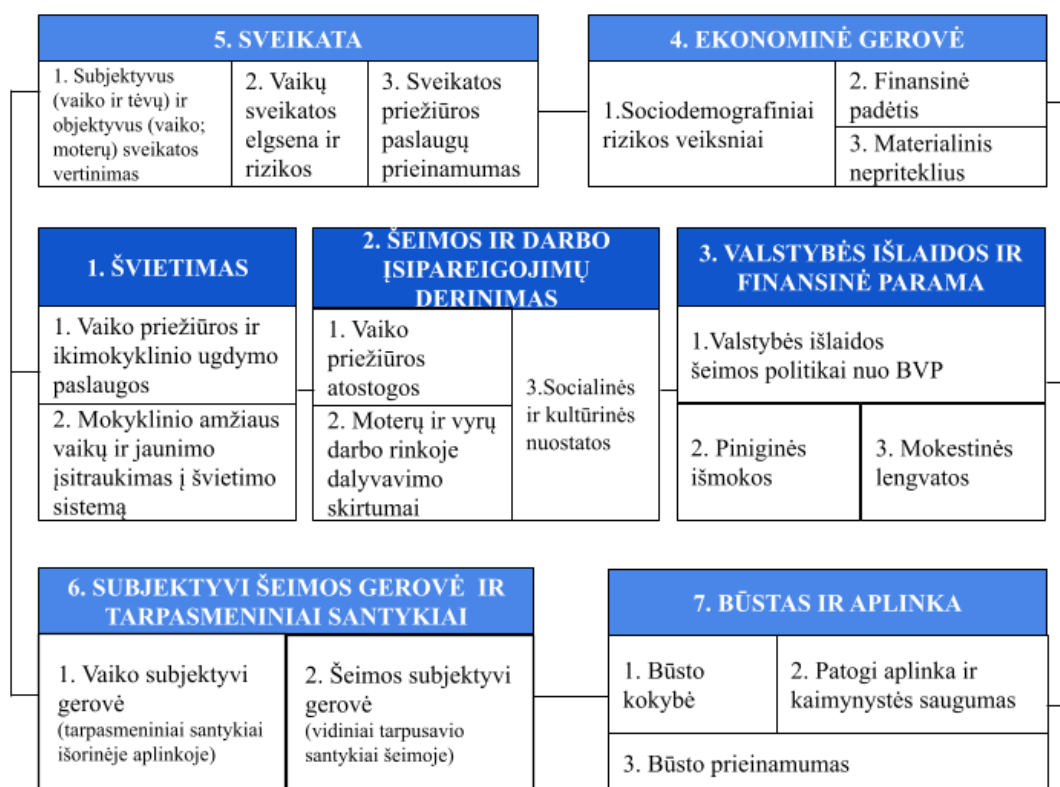 5. SVEIKATA
1. Subjektyvus
(vaiko ir tėvų) ir
objektyvus (vaiko;
moterų) sveikatos
vertinimas
2. Vaikų
sveikatos
elgsena ir
rizikos
3. Sveikatos
priežiūros
paslaugų
prieinamumas
4. EKONOMINĖ GEROVĖ
1.Sociodemografiniai
rizikos veiksniai
2. Finansinė
padėtis
3. Materialinis
nepriteklius
1. ŠVIETIMAS
1. Vaiko priežiūros ir
ikimokyklinio ugdymo
paslaugos
2. Mokyklinio amžiaus
vaikų ir jaunimo
įsitraukimas į švietimo
sistemą
2. ŠEIMOS IR DARBO
ĮSIPAREIGOJIMŲ
DERINIMAS
1. Vaiko
priežiūros
atostogos
2. Moterų ir vyrų
darbo rinkoje
dalyvavimo
skirtumai
3.Socialinės
ir kultūrinės
nuostatos
3. VALSTYBĖS IŠLAIDOS IR
FINANSINĖ PARAMA
1.Valstybės išlaidos
šeimos politikai nuo BVP
2. Piniginės
išmokos
3. Mokestinės
lengvatos
6. SUBJEKTYVI ŠEIMOS GEROVĖ IR
TARPASMENINIAI SANTYKIAI
1. Vaiko subjektyvi
gerovė
(tarpasmeniniai santykiai
išorinėje aplinkoje)
2. Šeimos subjektyvi
gerovė
(vidiniai tarpusavio
santykiai šeimoje)
7. BŪSTAS IR APLINKA
1. Būsto
kokybė
2. Patogi aplinka ir
kaimynystės saugumas
3. Būsto prieinamumas